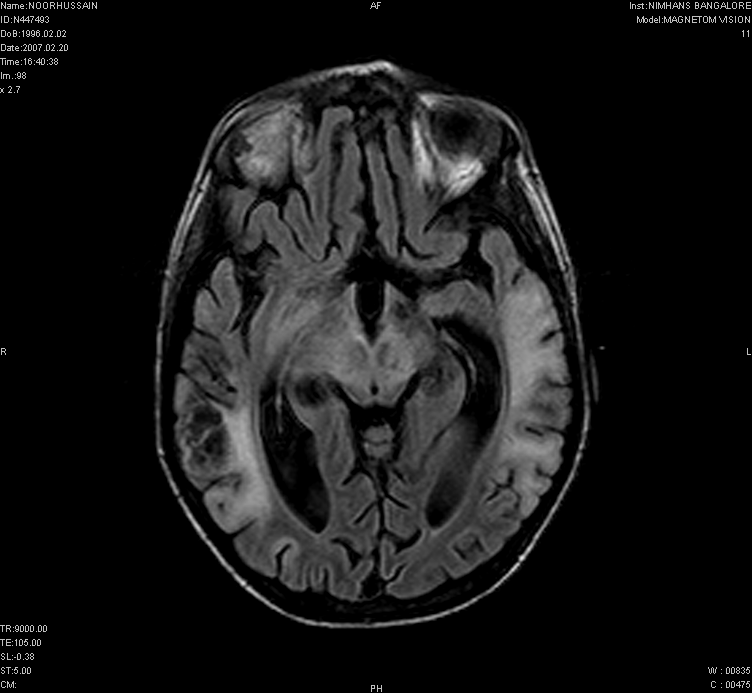 Name:NOORHUSSAIN
ID:N447493
DoB:1996.02.02
Date:2007.02.20
Time:16:40:38
Im.:98
x 2.7
AF
Inst:NIMHANS BANGALORE
Model:MAGNETOM VISION
11
R
L
TR:9000.00
TE:105.00
SL:-0.38
ST:5.00
CM:
PH
W : 00835
C : 00475